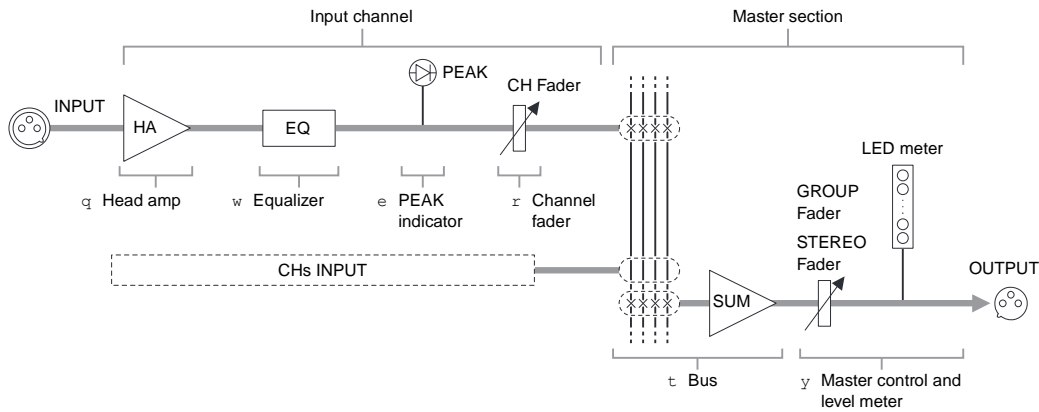 Input channel
Master section
PEAK
CH Fader
INPUT
HA
EQ
LED meter
q Head amp
w Equalizer
e PEAK
indicator
r Channel
fader
GROUP
Fader
STEREO
Fader
CHs INPUT
OUTPUT
SUM
t Bus
y Master control and
level meter